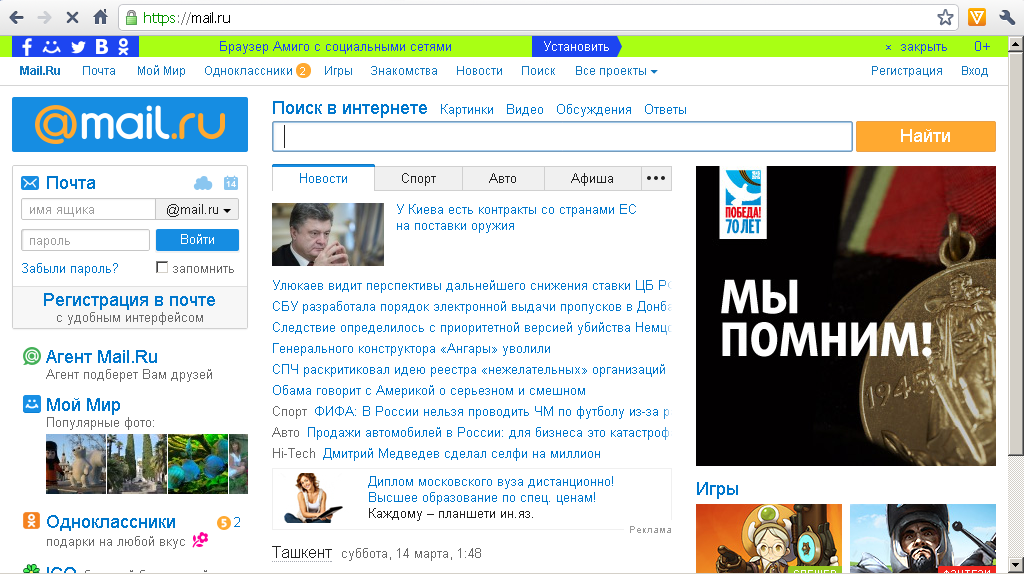 https://mail.ru
Браузер Амиго с социальными сетями
Установить
× закрыть
0+
Mail.Ru Почта Мой Мир Одноклассники 2 Игры Знакомства Новости Поиск Все проекты
Регистрация Вход
@mail.ru
Поиск в интернете Картинки Видео Обсуждения Ответы
Найти
Почта
14
имя ящика
@mail.ru
пароль
Войти
Забыли пароль?
запомнить
Регистрация в почте
с удобным интерфейсом
Агент Mail.Ru
Агент подберет Вам друзей
Мой Мир
Популярные фото:
Одноклассники
2
подарки на любой вкус
Новости Спорт Авто Афиша •••
У Киева есть контракты со странами ЕС
на поставки оружия
Улюкаев видит перспективы дальнейшего снижения ставки ЦБ РФ
СБУ разработала порядок электронной выдачи пропусков в Донба
Следствие определилось с приоритетной версией убийства Немцо
Генерального конструктора «Ангары» уволили
СПЧ раскритиковал идею реестра «нежелательных» организаций
Обама говорит с Америкой о серьезном и смешном
Спорт ФИФА: В России нельзя проводить ЧМ по футболу из-за р
Авто Продажи автомобилей в России: для бизнеса это катастроф
Hi-Tech Дмитрий Медведев сделал селфи на миллион
Диплом московского вуза дистанционно!
Высшее образование по спец. ценам!
Каждому – планшети ин.яз.
Реклама
Ташкент суббота, 14 марта, 1:48
ПОБЕДА!
70 ЛЕТ
МЫ
ПОМНИМ!
1945
Игры